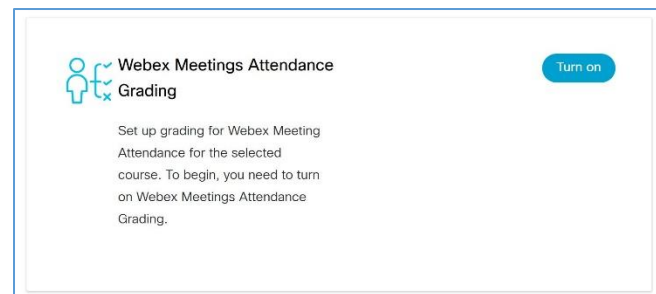 Webex Meetings Attendance
Grading
Turn on
Set up grading for Webex Meeting
Attendance for the selected
course. To begin, you need to turn
on Webex Meetings Attendance
Grading.